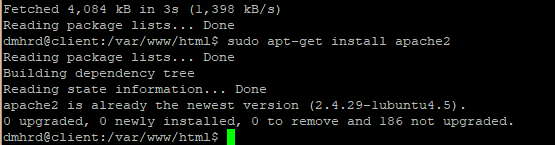 Fetched 4,084 kB in 3s (1,398 kB/s)
Reading package lists... Done
dmhrd@client:/var/www/html$ sudo apt-get install apache2
Reading package lists... Done
Building dependency tree
Reading state information... Done
apache2 is already the newest version (2.4.29-1ubuntu4.5).
0 upgraded, 0 newly installed, 0 to remove and 186 not upgraded.
dmhrd@client:/var/www/html$